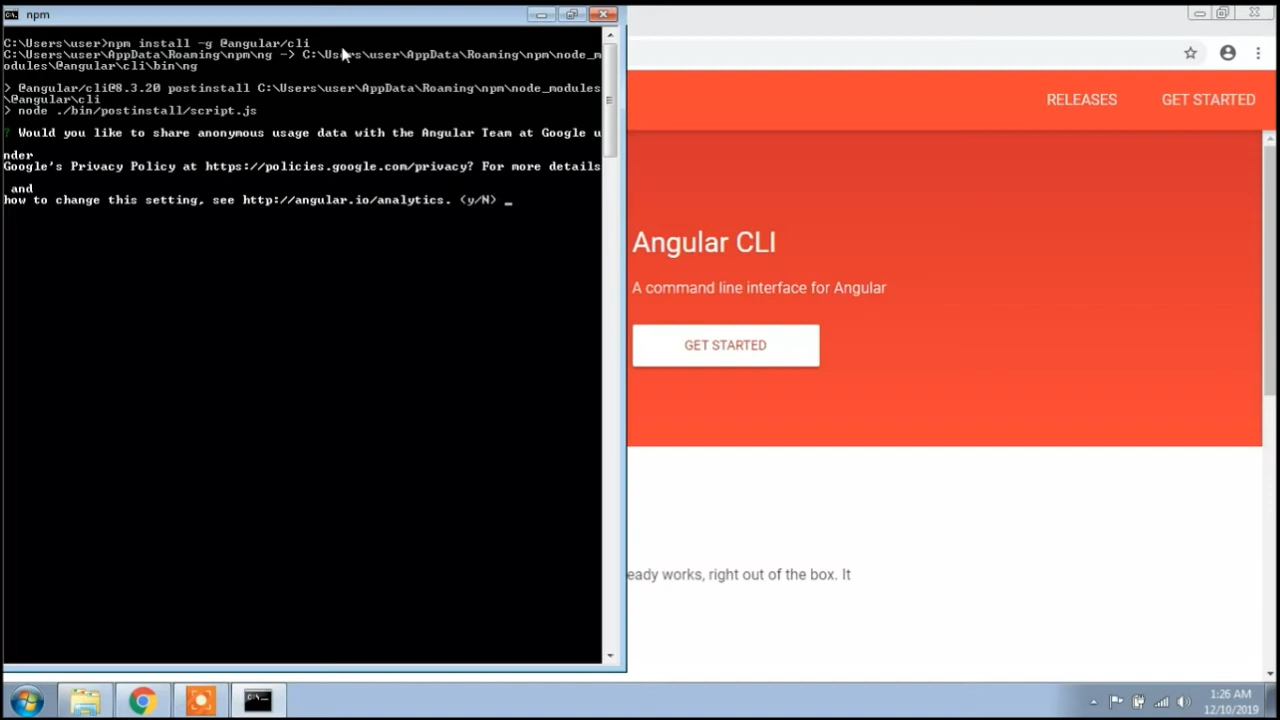 npm
C:\Users\user>npm install -g @angular/cli
C:\Users\user\AppData\Roaming\npm\ng -> C:\Users\user\AppData\Roaming\npm\node_m
odules\@angular\cli\bin\ng
> @angular/cli@8.3.20 postinstall C:\Users\user\AppData\Roaming\npm\node_modules
\@angular\cli
> node ./bin/postinstall/script.js
? Would you like to share anonymous usage data with the Angular Team at Google u
nder
Google's Privacy Policy at https://policies.google.com/privacy? For more details
and
how to change this setting, see http://angular.io/analytics. (y/N) _
RELEASES GET STARTED
Angular CLI
A command line interface for Angular
GET STARTED
eady works, right out of the box. It
C:\.
1:26 AM
12/10/2019